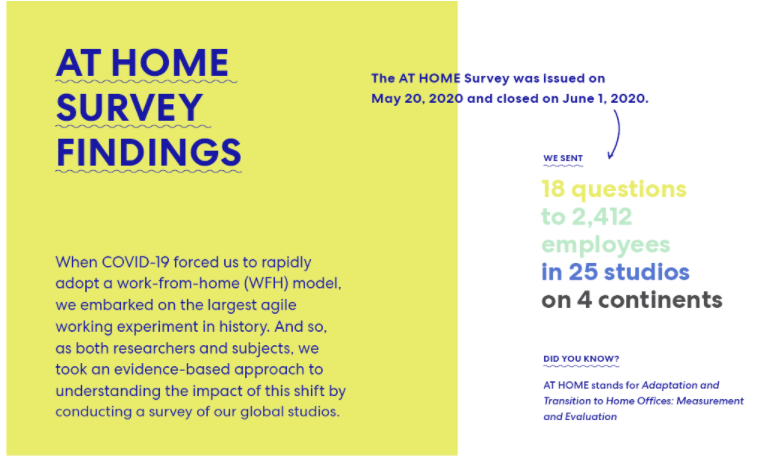 AT HOME
SURVEY
FINDINGS
The AT HOME Survey was issued on
May 20, 2020 and closed on June 1, 2020.
WE SENT
18 questions
to 2,412
employees
in 25 studios
on 4 continents
When COVID-19 forced us to rapidly
adopt a work-from-home (WFH) model,
we embarked on the largest agile
working experiment in history. And so,
as both researchers and subjects, we
took an evidence-based approach to
understanding the impact of this shift by
conducting a survey of our global studios.
DID YOU KNOW?
AT HOME stands for Adaptation and
Transition to Home Offices: Measurement
and Evaluation